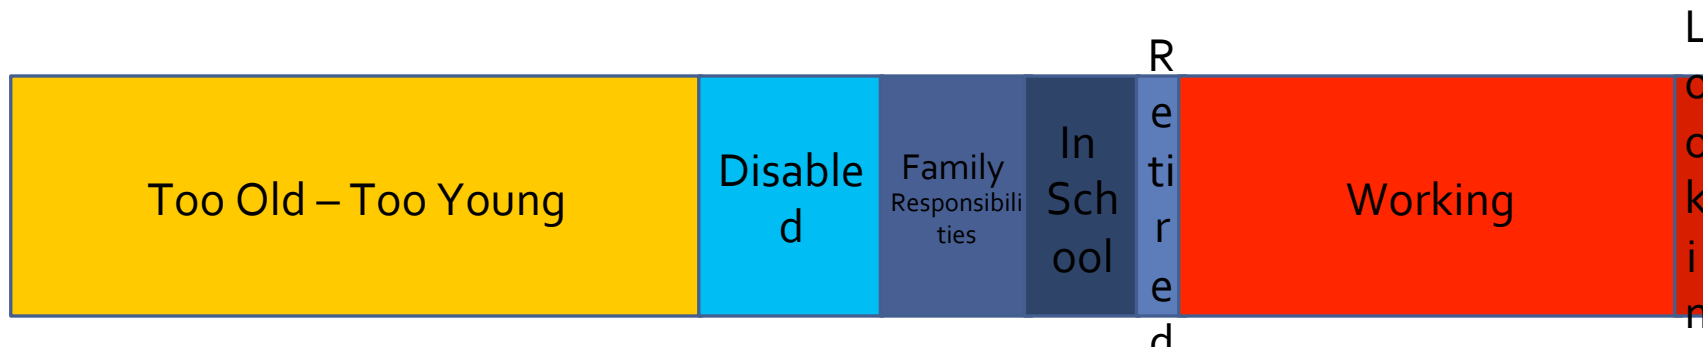 Too Old – Too Young
Disable
d
Family
Responsibili
ties
In
Sch
ool
R
e
ti
r
e
d
Working
L
o
o
k
i
n